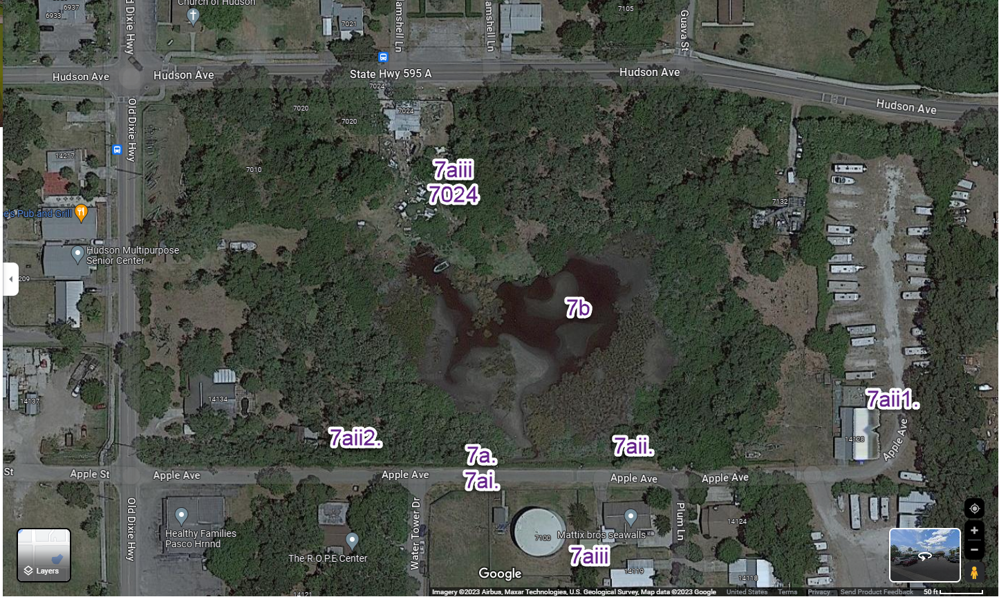 6937
6933
Church of Hudson
7021
7105
amshell Ln
amshell Ln
Guava St
d Dixie Hwy
Hudson Ave
Hudson Ave
State Hwy 595 A
Hudson Ave
Hudson Ave
7024
7024
7020
7020
Old Dixie Hwy
14217
7010
7aiii
7024
7132
e's Pub and Grill
Hudson Multipurpose
Senior Center
209
7b
14137
14134
7aii1.
7aii2.
7aii.
14128
Apple Ave
7a.
St
Apple St
Apple Ave
Apple Ave
7ai.
Apple Ave
Apple Ave
Old Dixie Hwy
Water Tower Dr
Plum Ln
Healthy Families
Pasco Hrnd
The R.O.P.E Center
7100
Mattix bros seawalls
14124
7aiii
14119
14118
14121
Layers
Google
Imagery ©2023 Airbus, Maxar Technologies, U.S. Geological Survey, Map data ©2023 Google
United States
Terms
Privacy
Send Product Feedback
50 ft